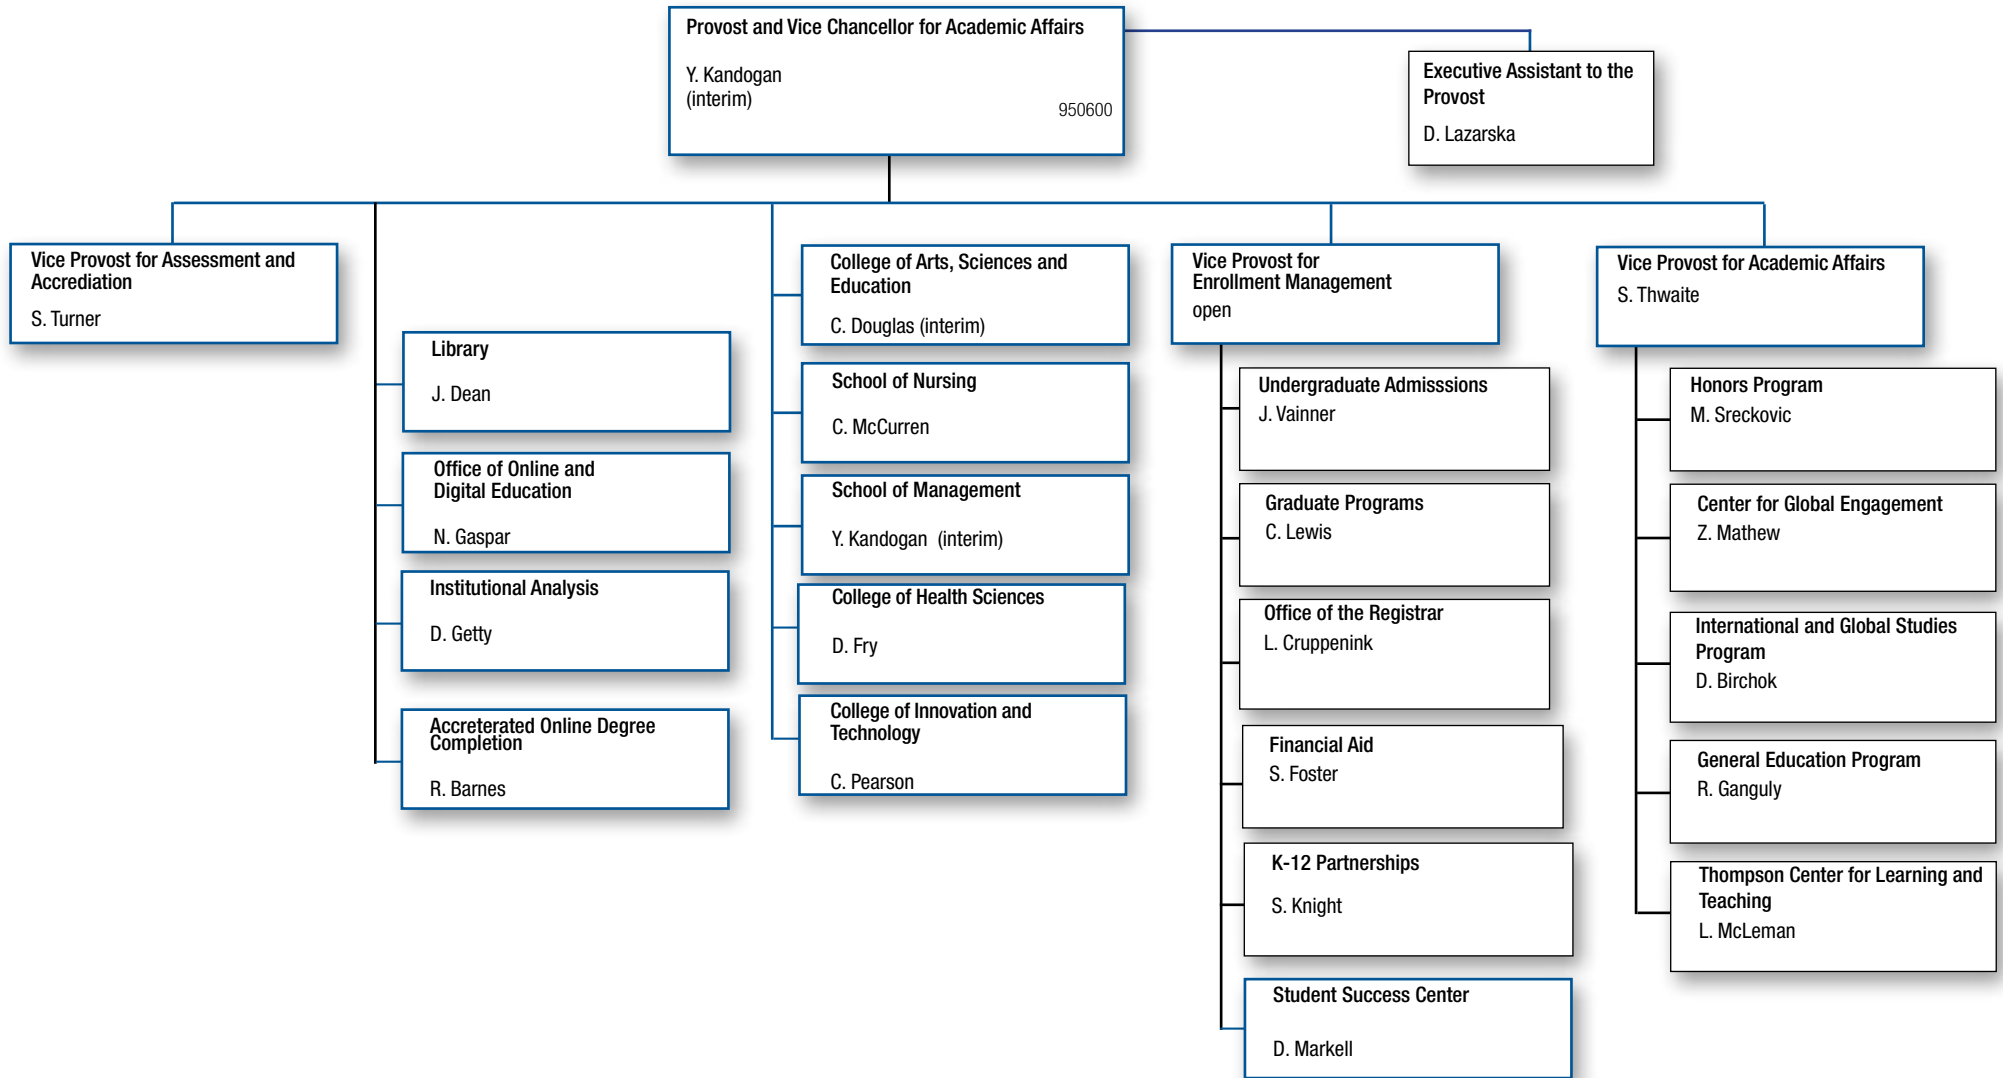 Provost and Vice Chancellor for Academic Affairs
Y. Kandogan
(interim)
950600
Executive Assistant to the
Provost
D. Lazarska
Vice Provost for Assessment and
Accrediation
S. Turner
Library
J. Dean
Office of Online and
Digital Education
N. Gaspar
Institutional Analysis
D. Getty
Accreterated Online Degree
Completion
R. Barnes
College of Arts, Sciences and
Education
C. Douglas (interim)
School of Nursing
C. McCurren
School of Management
Y. Kandogan (interim)
College of Health Sciences
D. Fry
College of Innovation and
Technology
C. Pearson
Vice Provost for
Enrollment Management
open
Undergraduate Admisssions
J. Vainner
Graduate Programs
C. Lewis
Office of the Registrar
L. Cruppenink
Financial Aid
S. Foster
K-12 Partnerships
S. Knight
Student Success Center
D. Markell
Vice Provost for Academic Affairs
S. Thwaite
Honors Program
M. Sreckovic
Center for Global Engagement
Z. Mathew
International and Global Studies
Program
D. Birchok
General Education Program
R. Ganguly
Thompson Center for Learning and
Teaching
L. McLeman